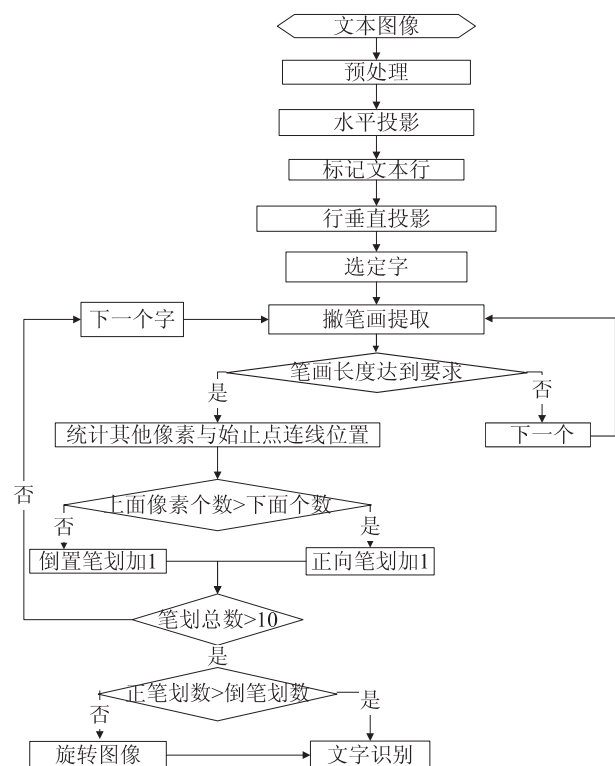 文本图像
预处理
水平投影
标记文本行
行垂直投影
选定字
下一个字
撇笔画提取
笔画长度达到要求
是
否
统计其他像素与始止点连线位置
下一个
否
上面像素个数>下面个数
否
是
倒置笔划加1
正向笔划加1
笔划总数>10
是
正笔划数>倒笔划数
否
是
旋转图像
文字识别